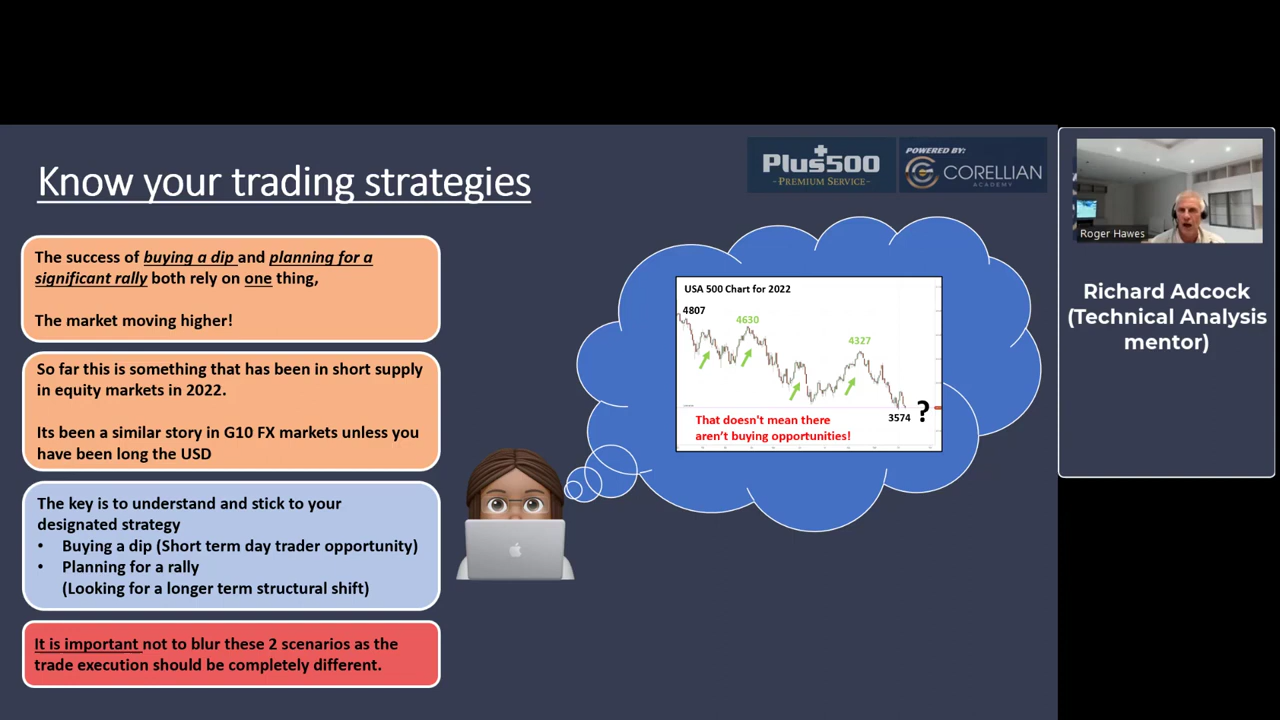 Know your trading strategies
Plus500
-PREMIUM SERVICE-
POWERED BY:
CORELLIAN
ACADEMY
The success of buying a dip and planning for a
significant rally both rely on one thing,
The market moving higher!
So far this is something that has been in short supply
in equity markets in 2022.
Its been a similar story in G10 FX markets unless you
have been long the USD
The key is to understand and stick to your
designated strategy
• Buying a dip (Short term day trader opportunity)
• Planning for a rally
(Looking for a longer term structural shift)
It is important not to blur these 2 scenarios as the
trade execution should be completely different.
USA 500 Chart for 2022
4807
4630
4327
3574 ?
That doesn't mean there
aren't buying opportunities!
Roger Hawes
Richard Adcock
(Technical Analysis
mentor)